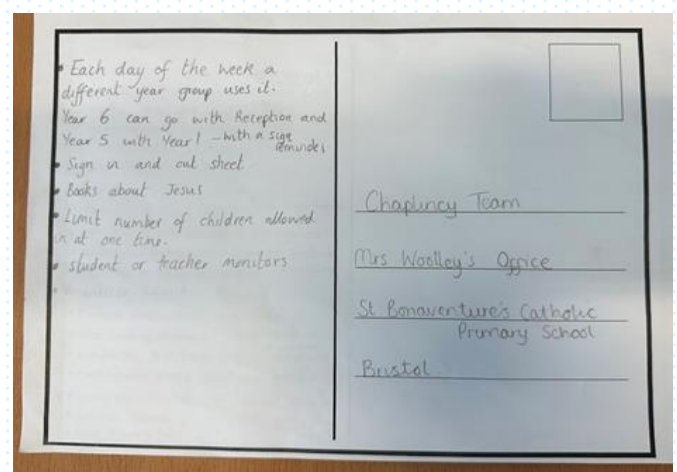 • Each day of the week a
different year group uses it.
Year 6 can go with Reception and
Year 5 with Year 1 – with a sign
reminder
• Sign in and out sheet
• Books about Jesus
• Limit number of children allowed
in at one time.
• student or teacher monitors
Chaplincy Team
Mrs Woolley's Office
St Bonaventure's Catholic
Primary School
Bristol